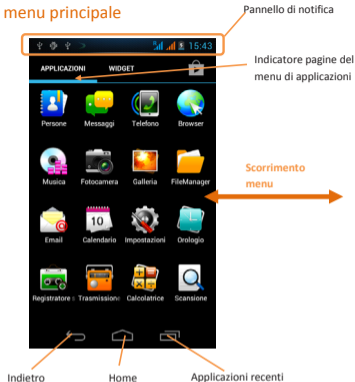 menu principale
Pannello di notifica
15:43
APPLICAZIONI WIDGET
Indicatore pagine del
menu di applicazioni
Persone Messaggi Telefono Browser
Musica Fotocamera Galleria FileManager
Scorrimento
menu
10
Email Calendario Impostazioni Orologio
Registratore s Trasmissione Calcolatrice Scansione
Indietro Home Applicazioni recenti